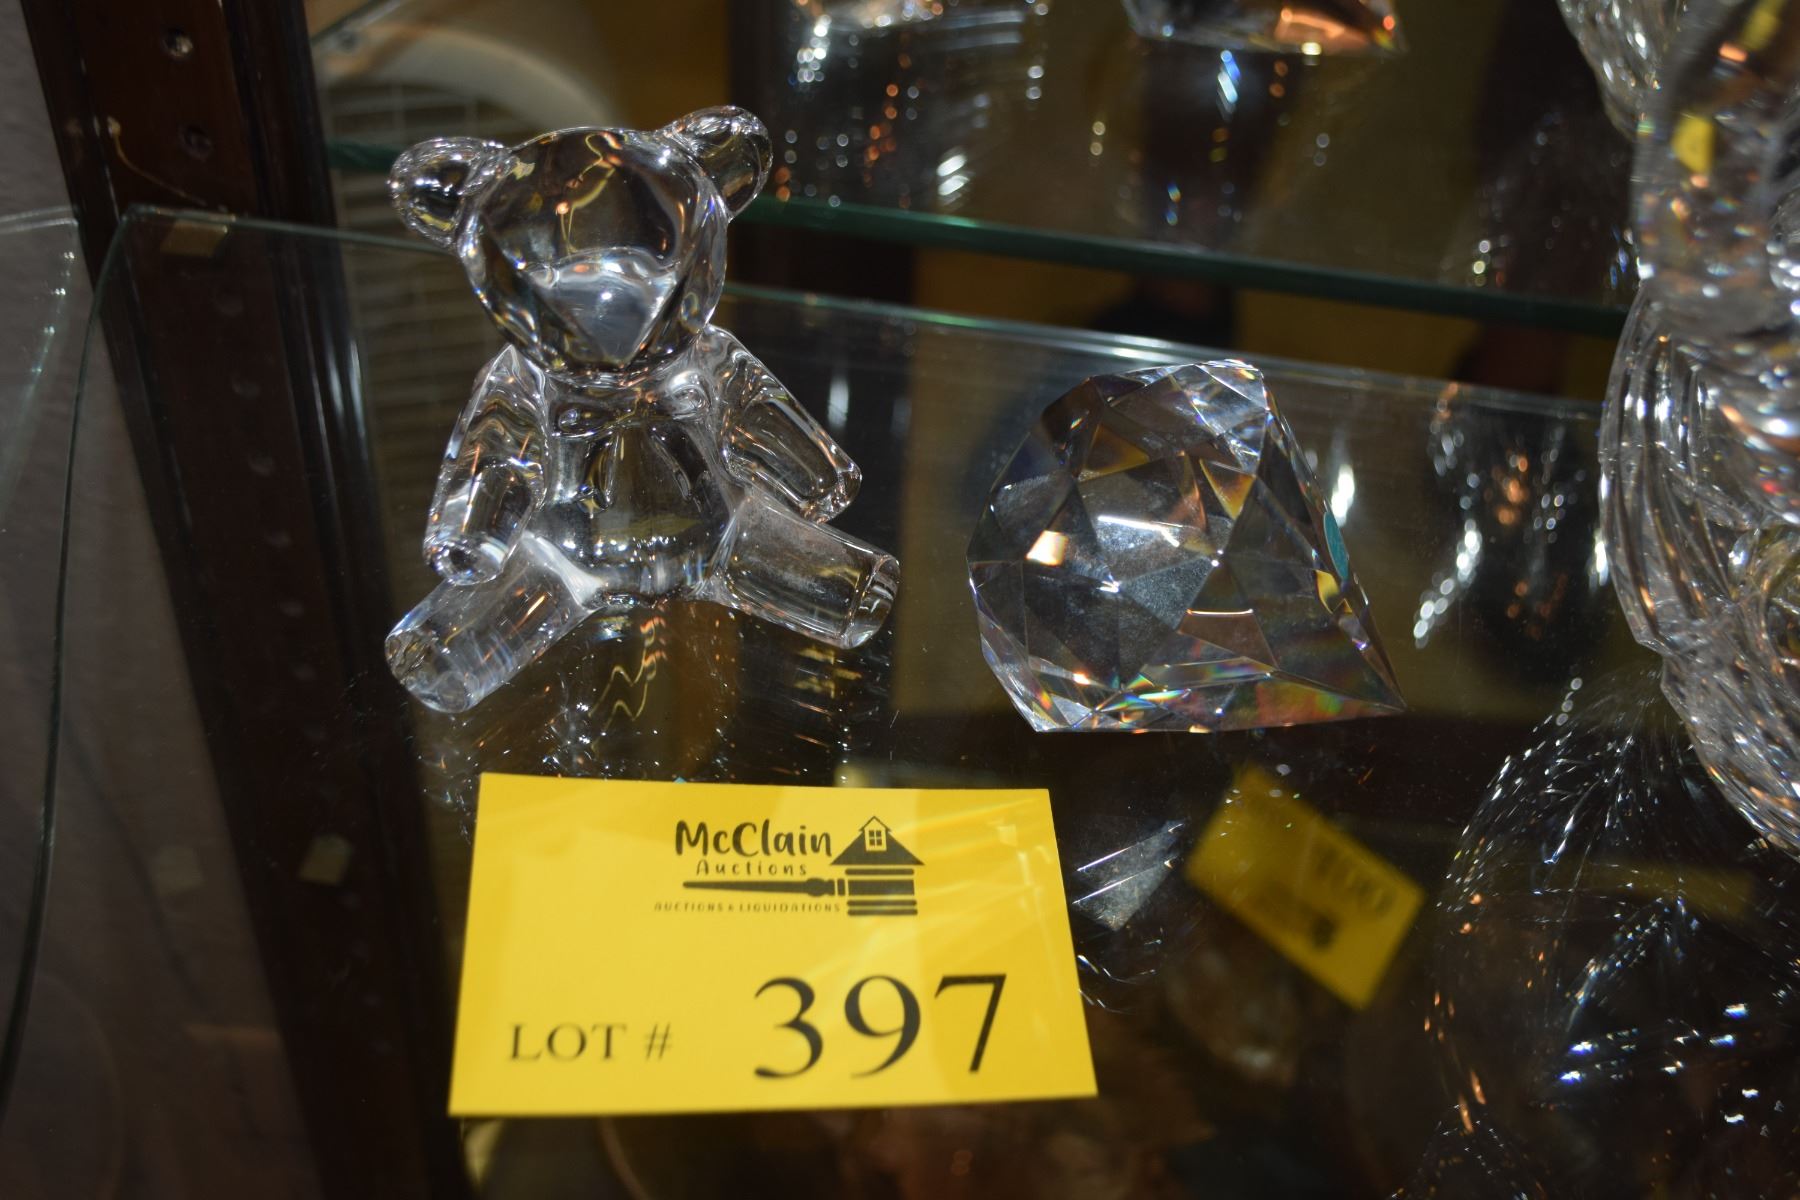 McClain
Auctions
AUCTIONS & LIQUIDATIONS
LOT # 397